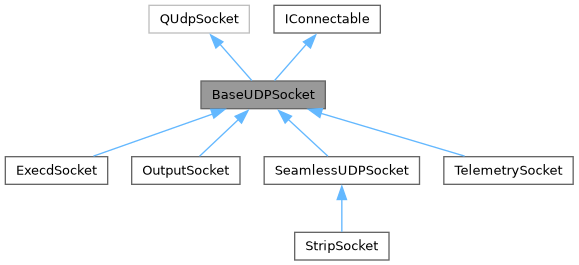 QUdpSocket
IConnectable
BaseUDPSocket
ExecdSocket
OutputSocket
SeamlessUDPSocket
TelemetrySocket
StripSocket